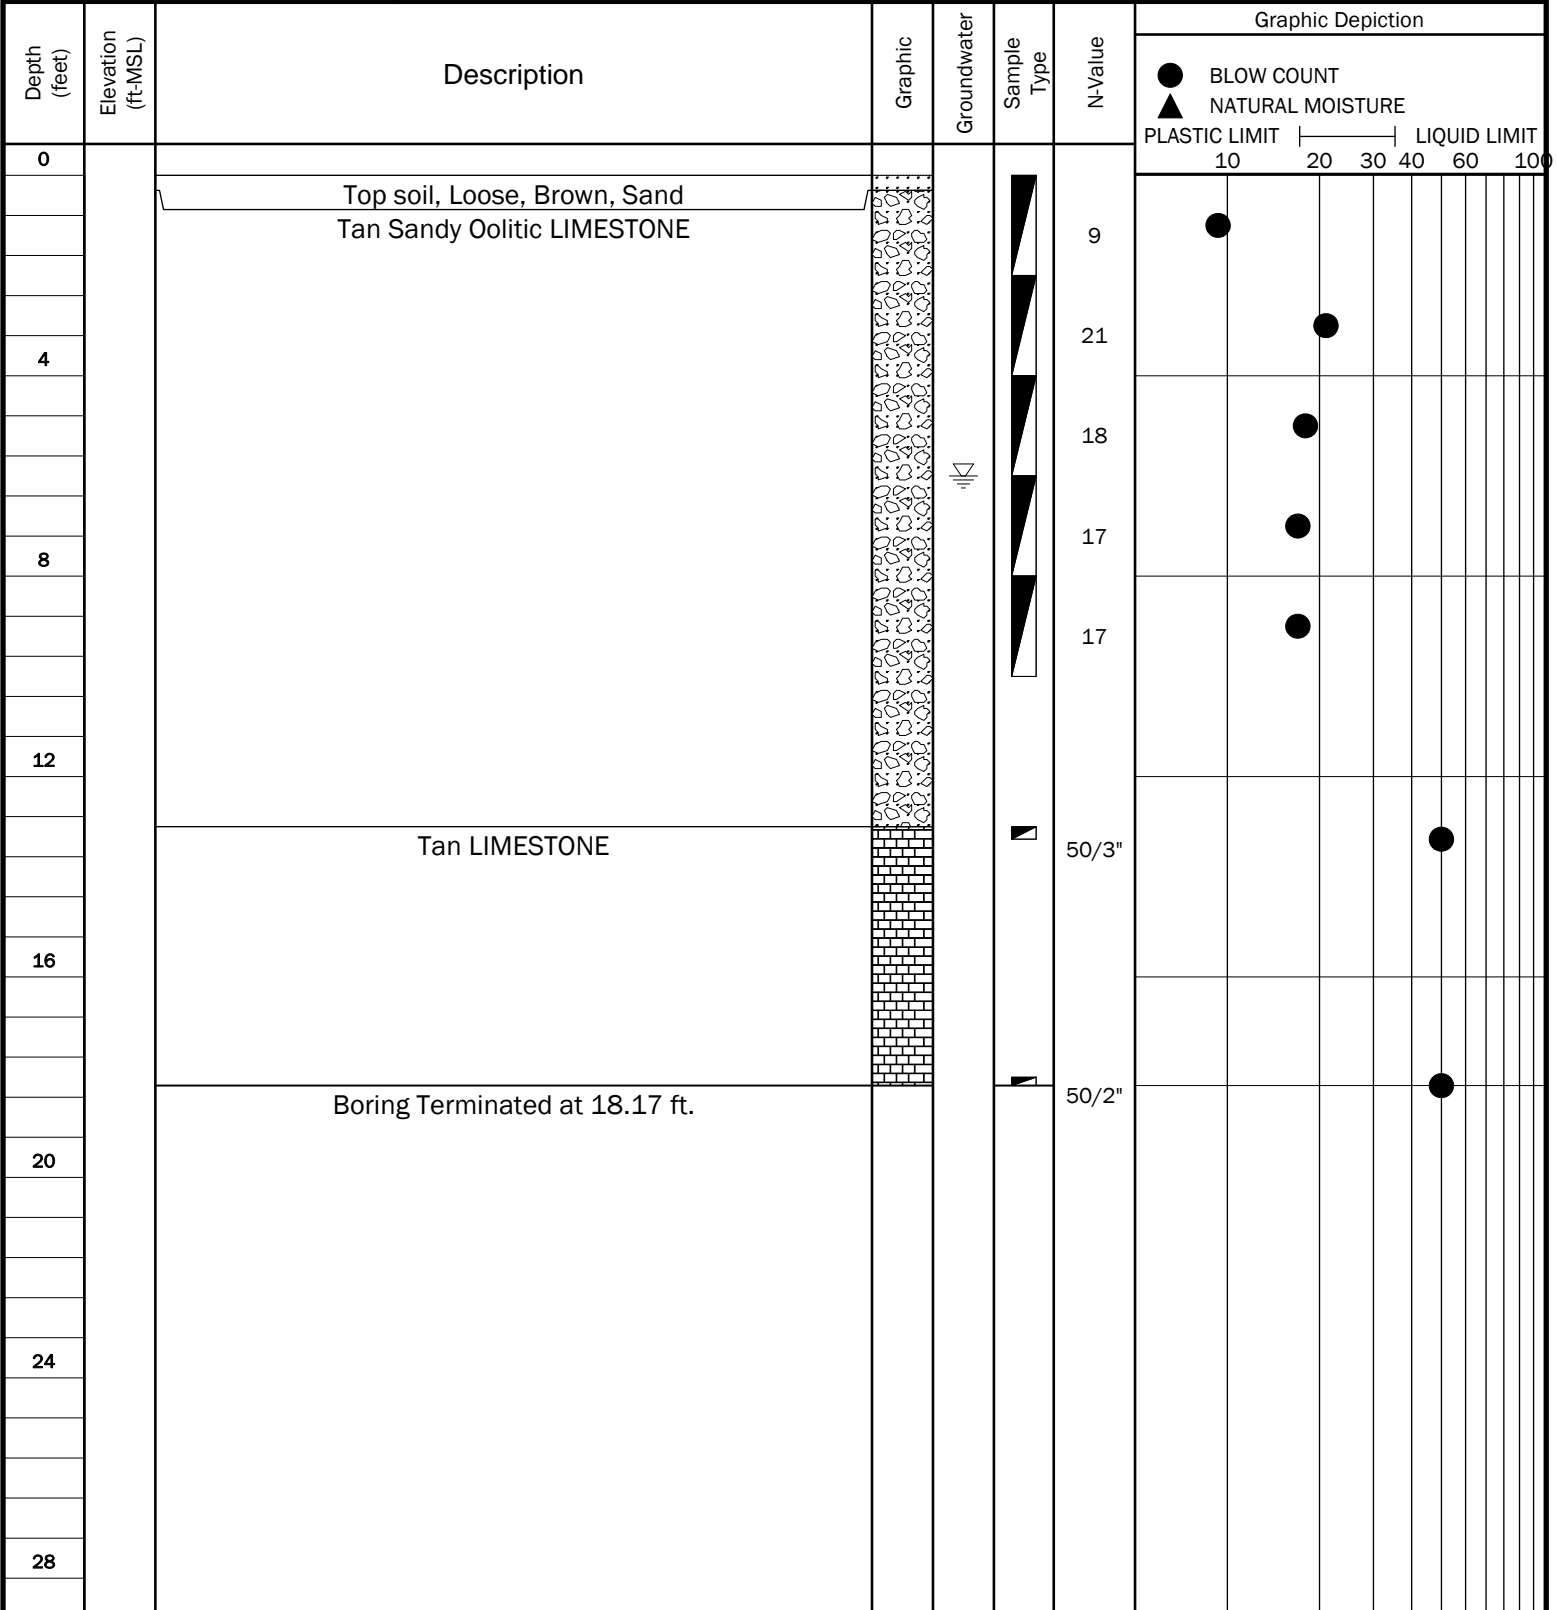 Depth
(feet)
Elevation
(ft-MSL)
Description
Graphic
Groundwater
Sample
Type
N-Value
Graphic Depiction
BLOW COUNT
NATURAL MOISTURE
PLASTIC LIMIT LIQUID LIMIT
10 20 30 40 60 100
0
Top soil, Loose, Brown, Sand
Tan Sandy Oolitic LIMESTONE
9
21
4
18
17
8
17
12
Tan LIMESTONE
50/3"
16
50/2"
Boring Terminated at 18.17 ft.
20
24
28